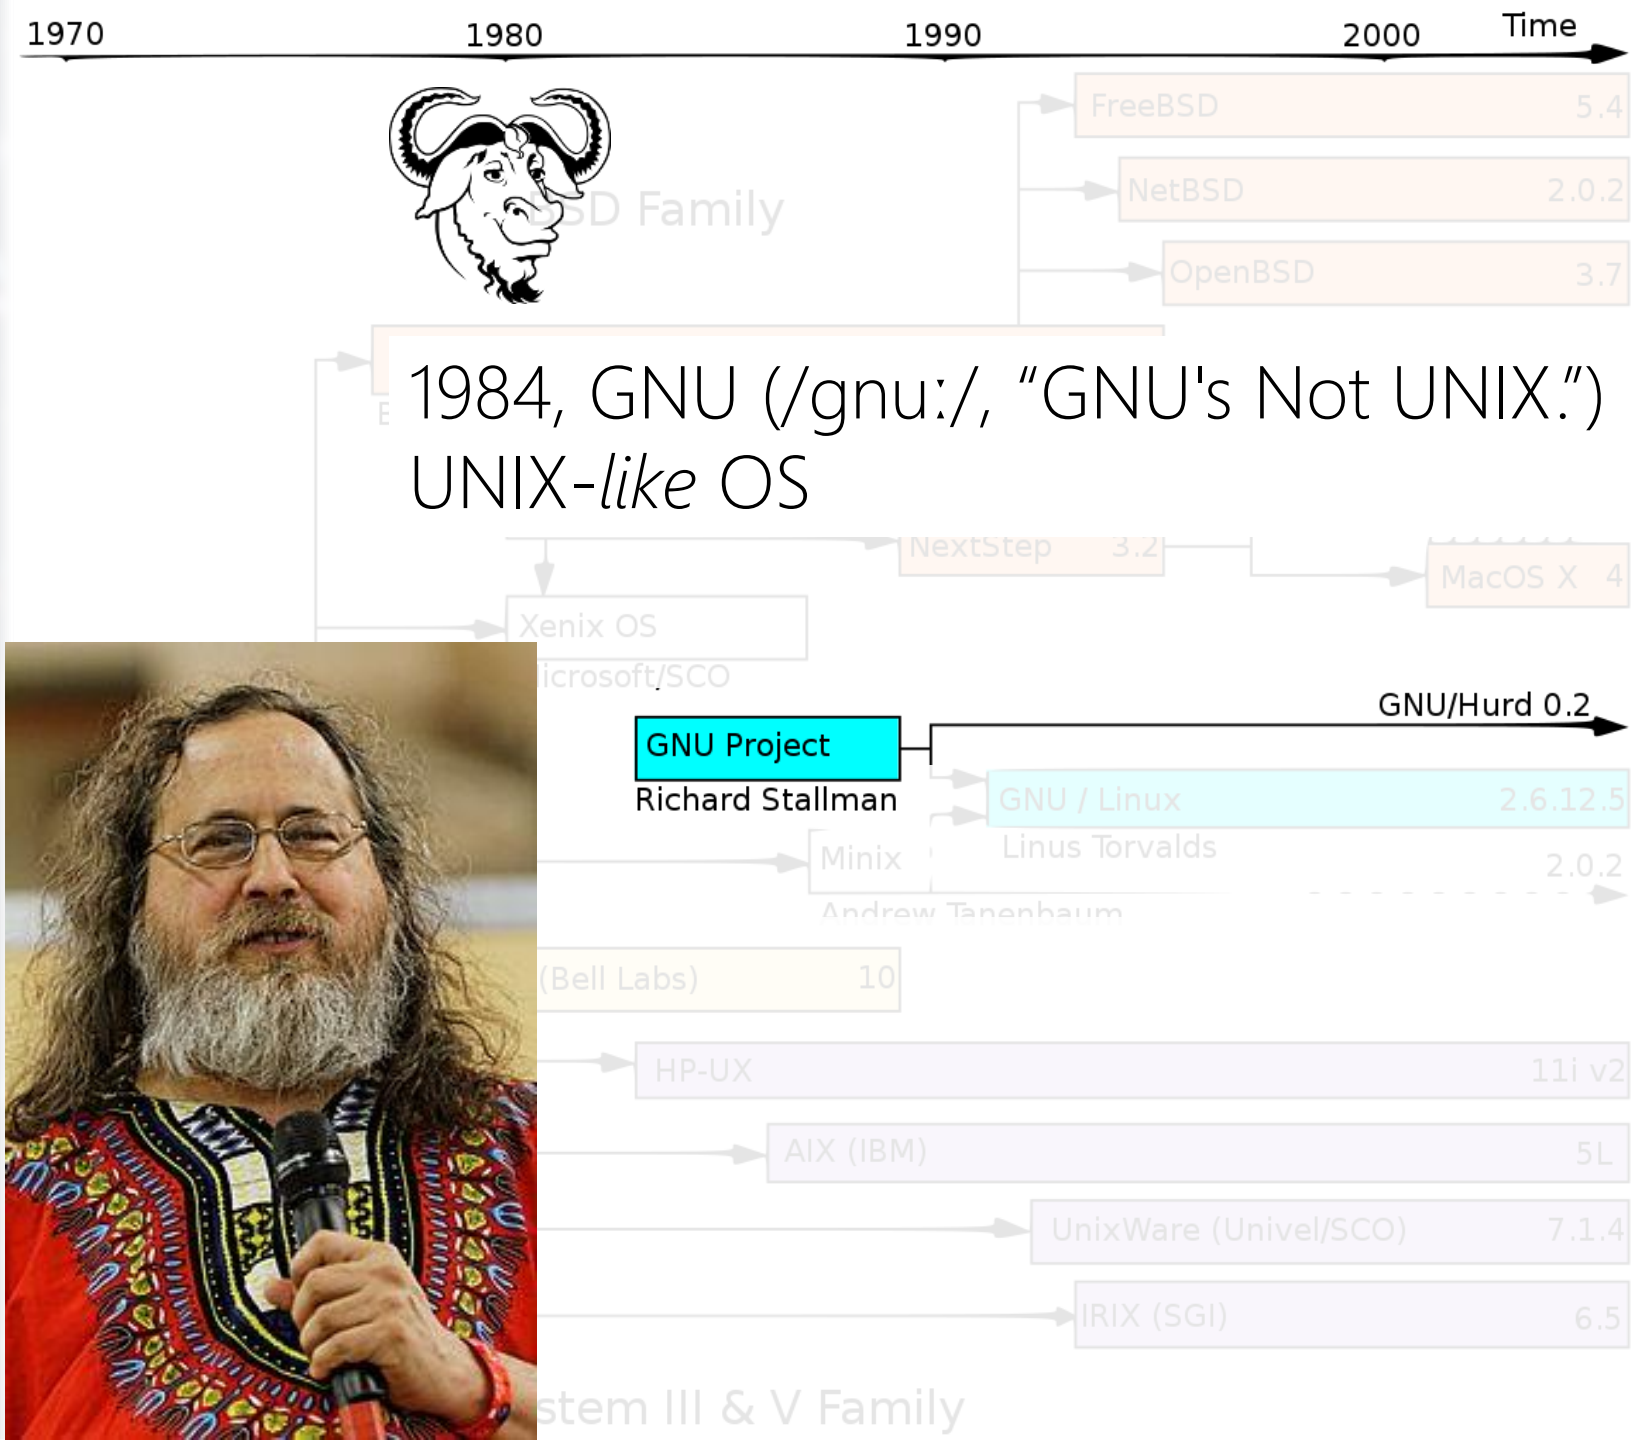 1970 1980 1990 2000 Time
FreeBSD 5.4
NetBSD 2.0.2
BSD Family
OpenBSD 3.7
1984, GNU (/gnuː/, “GNU's Not UNIX.”)
UNIX-like OS
NextStep 3.2
MacOS X 4
Xenix OS
icrosoft/SCO
GNU/Hurd 0.2
GNU Project
Richard Stallman
GNU / Linux 2.6.12.5
Linus Torvalds
Minix 2.0.2
Andrew Tanenbaum
(Bell Labs) 10
HP-UX 11i v2
AIX (IBM) 5L
UnixWare (Univel/SCO) 7.1.4
IRIX (SGI) 6.5
stem III & V Family